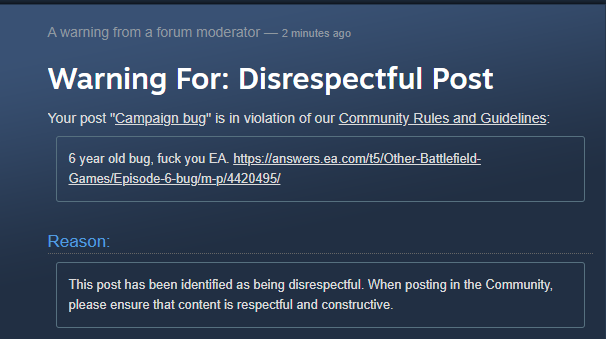 A warning from a forum moderator — 2 minutes ago
Warning For: Disrespectful Post
Your post "Campaign bug" is in violation of our Community Rules and Guidelines:
6 year old bug, fuck you EA. https://answers.ea.com/t5/Other-Battlefield-
Games/Episode-6-bug/m-p/4420495/
Reason:
This post has been identified as being disrespectful. When posting in the Community,
please ensure that content is respectful and constructive.